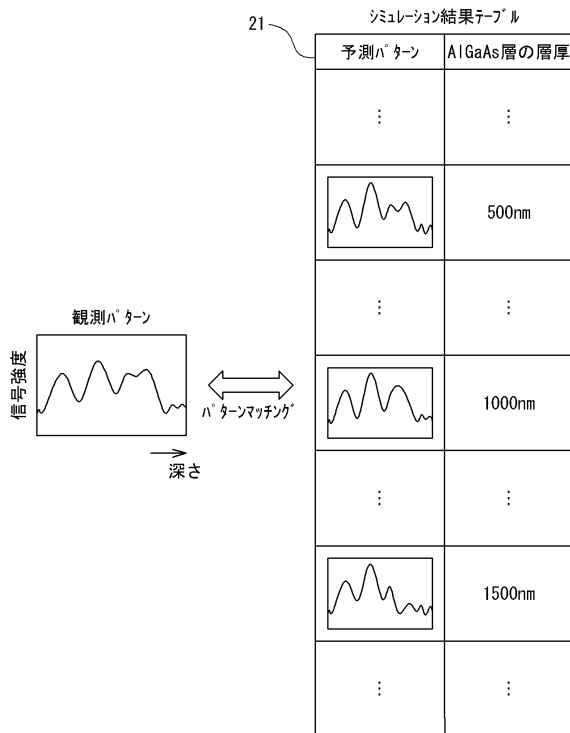 シミュレーション結果テーブル
21
予測パターン
AlGaAs層の層厚
⋮
⋮
500nm
⋮
⋮
観測パターン
信号強度
深さ
パターンマッチング
1000nm
⋮
⋮
1500nm
⋮
⋮